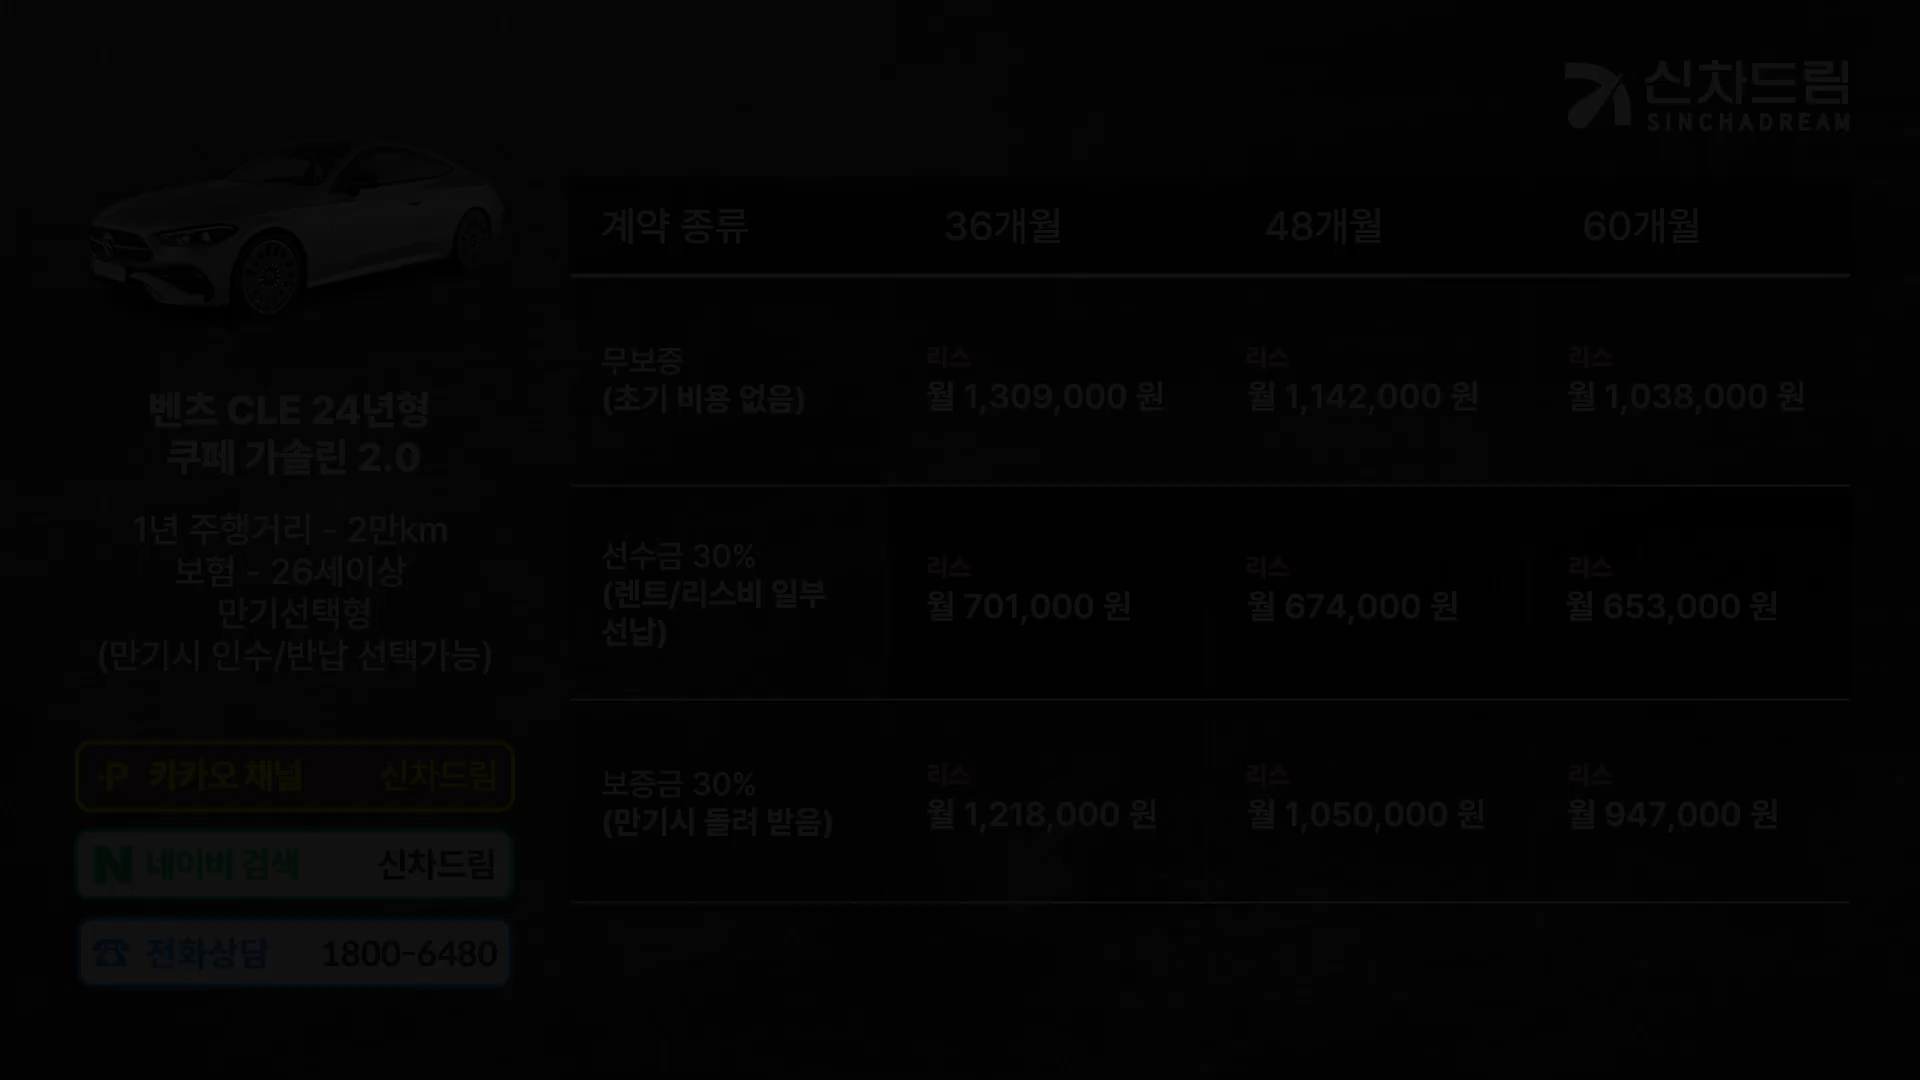 신차드림
SINCHADREAM
벤츠 CLE 24년형
쿠페 가솔린 2.0
1년 주행거리 - 2만km
보험 - 26세이상
만기선택형
(만기시 인수/반납 선택가능)
카카오 채널 신차드림
N 네이버 검색 신차드림
전화상담 1800-6480
계약 종류 36개월 48개월 60개월
무보증
(초기 비용 없음)
리스 리스 리스
월 1,309,000 원 월 1,142,000 원 월 1,038,000 원
선수금 30%
(렌트/리스비 일부
선납)
리스 리스 리스
월 701,000 원 월 674,000 원 월 653,000 원
보증금 30%
(만기시 돌려 받음)
리스 리스 리스
월 1,218,000 원 월 1,050,000 원 월 947,000 원